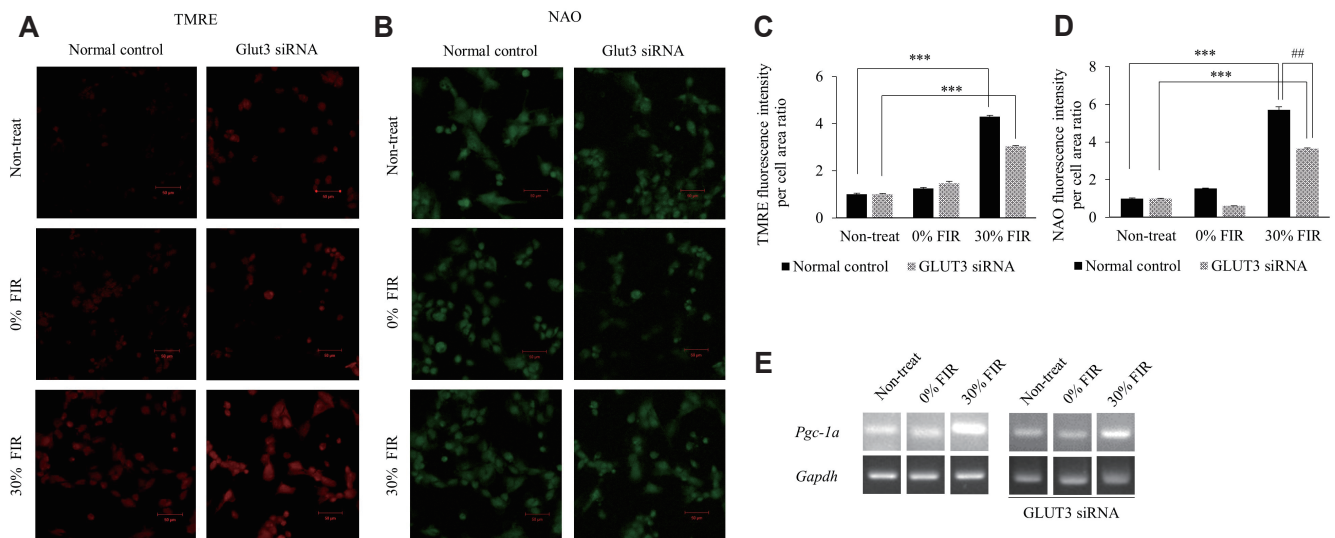 A
TMRE
Normal control
Glut3 siRNA
Non-treat
0% FIR
30% FIR
B
NAO
Normal control
Glut3 siRNA
Non-treat
0% FIR
30% FIR
C
TMRE fluorescence intensity
per cell area ratio
6
4
2
0
***
***
Non-treat
0% FIR
30% FIR
Normal control
GLUT3 siRNA
D
NAO fluorescence intensity
per cell area ratio
8
6
4
2
0
***
##
***
Non-treat
0% FIR
30% FIR
Normal control
GLUT3 siRNA
E
Non-treat
0% FIR
30% FIR
Non-treat
0% FIR
30% FIR
Pgc-1a
Gapdh
GLUT3 siRNA